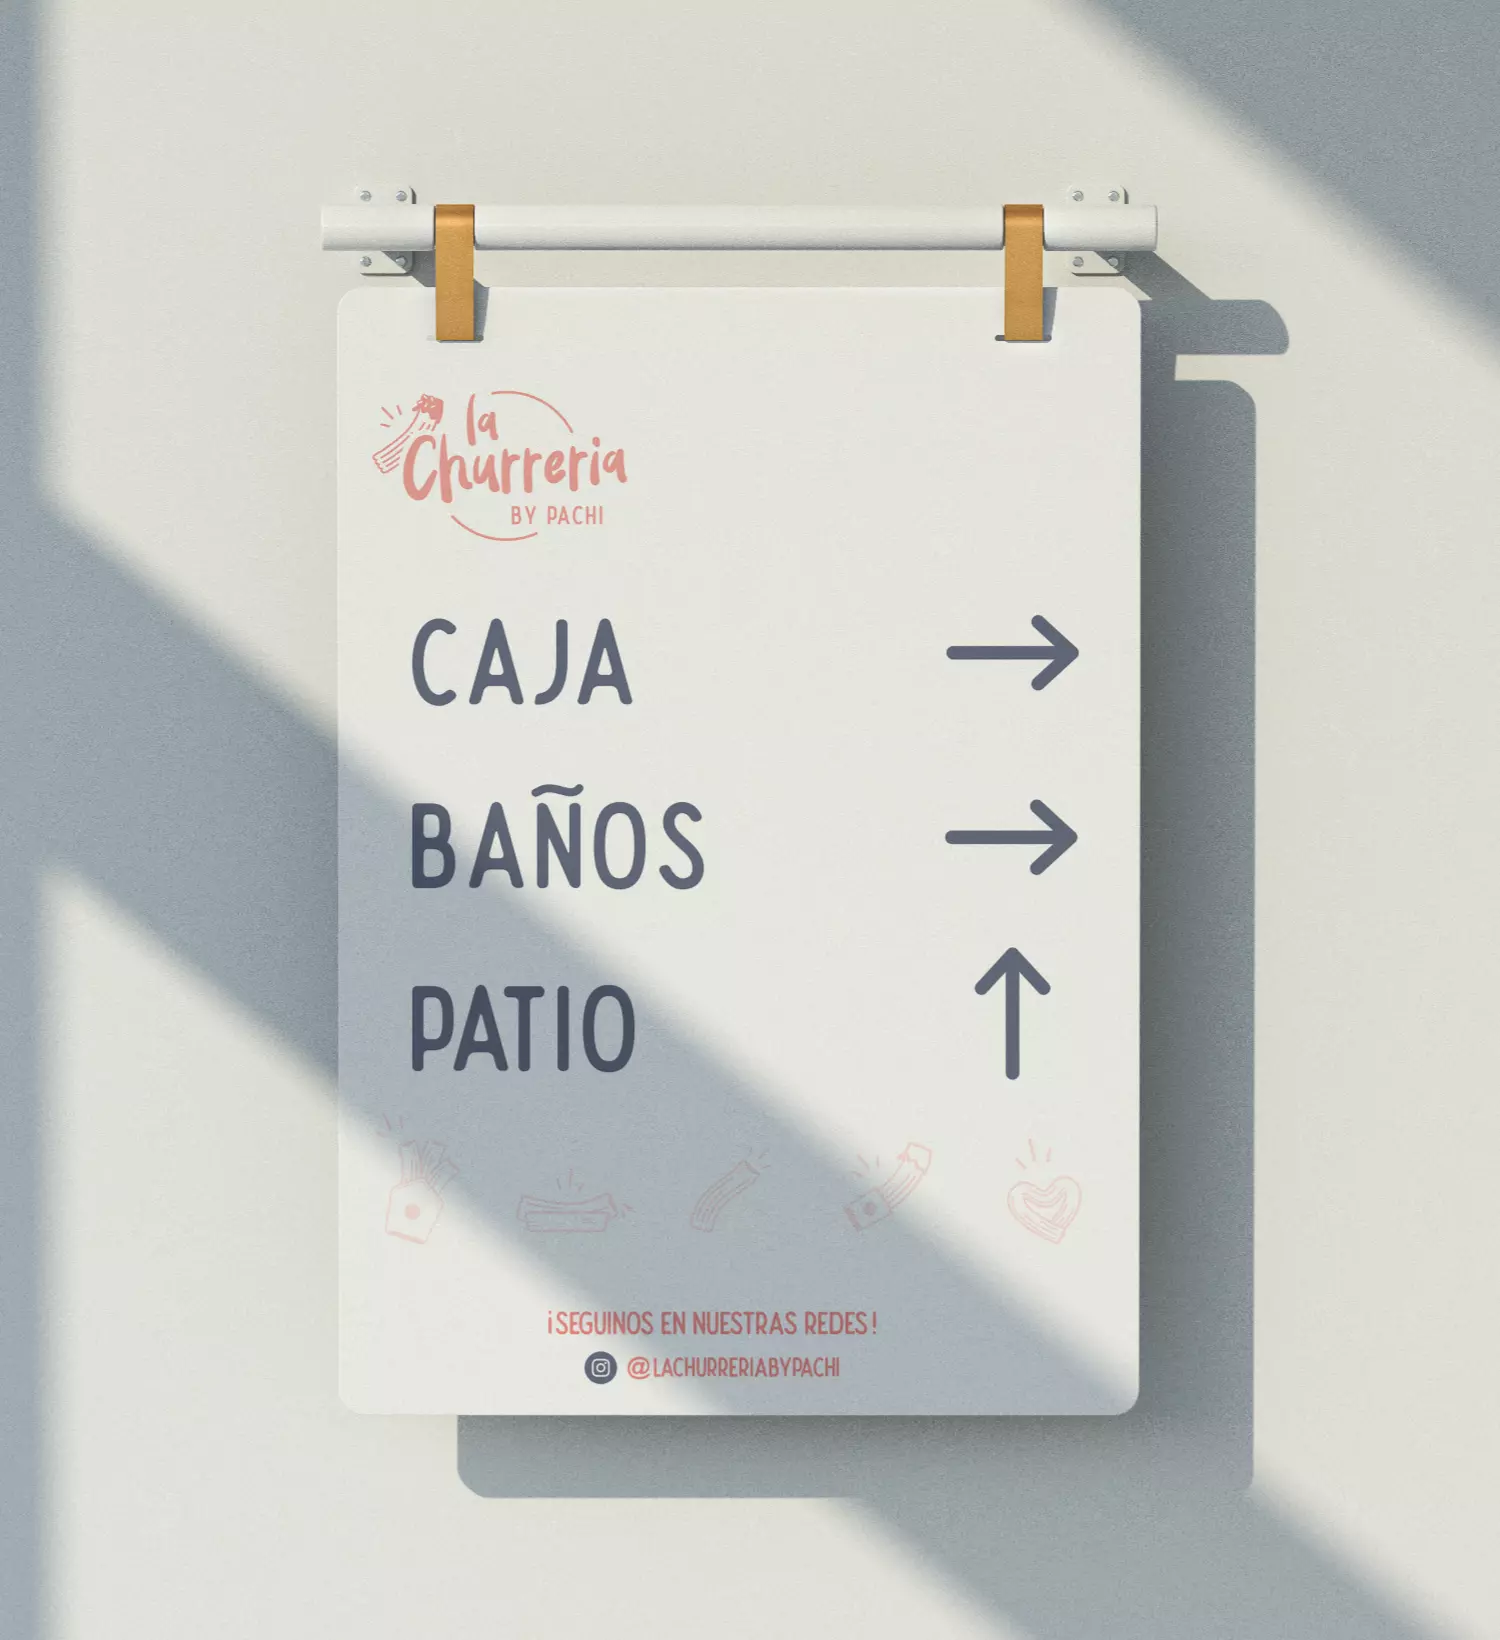 la
Churreria
BY PACHI
CAJA →
BAÑOS →
PATIO ↑
¡SEGUINOS EN NUESTRAS REDES!
@LACHURRERIABYPACHI